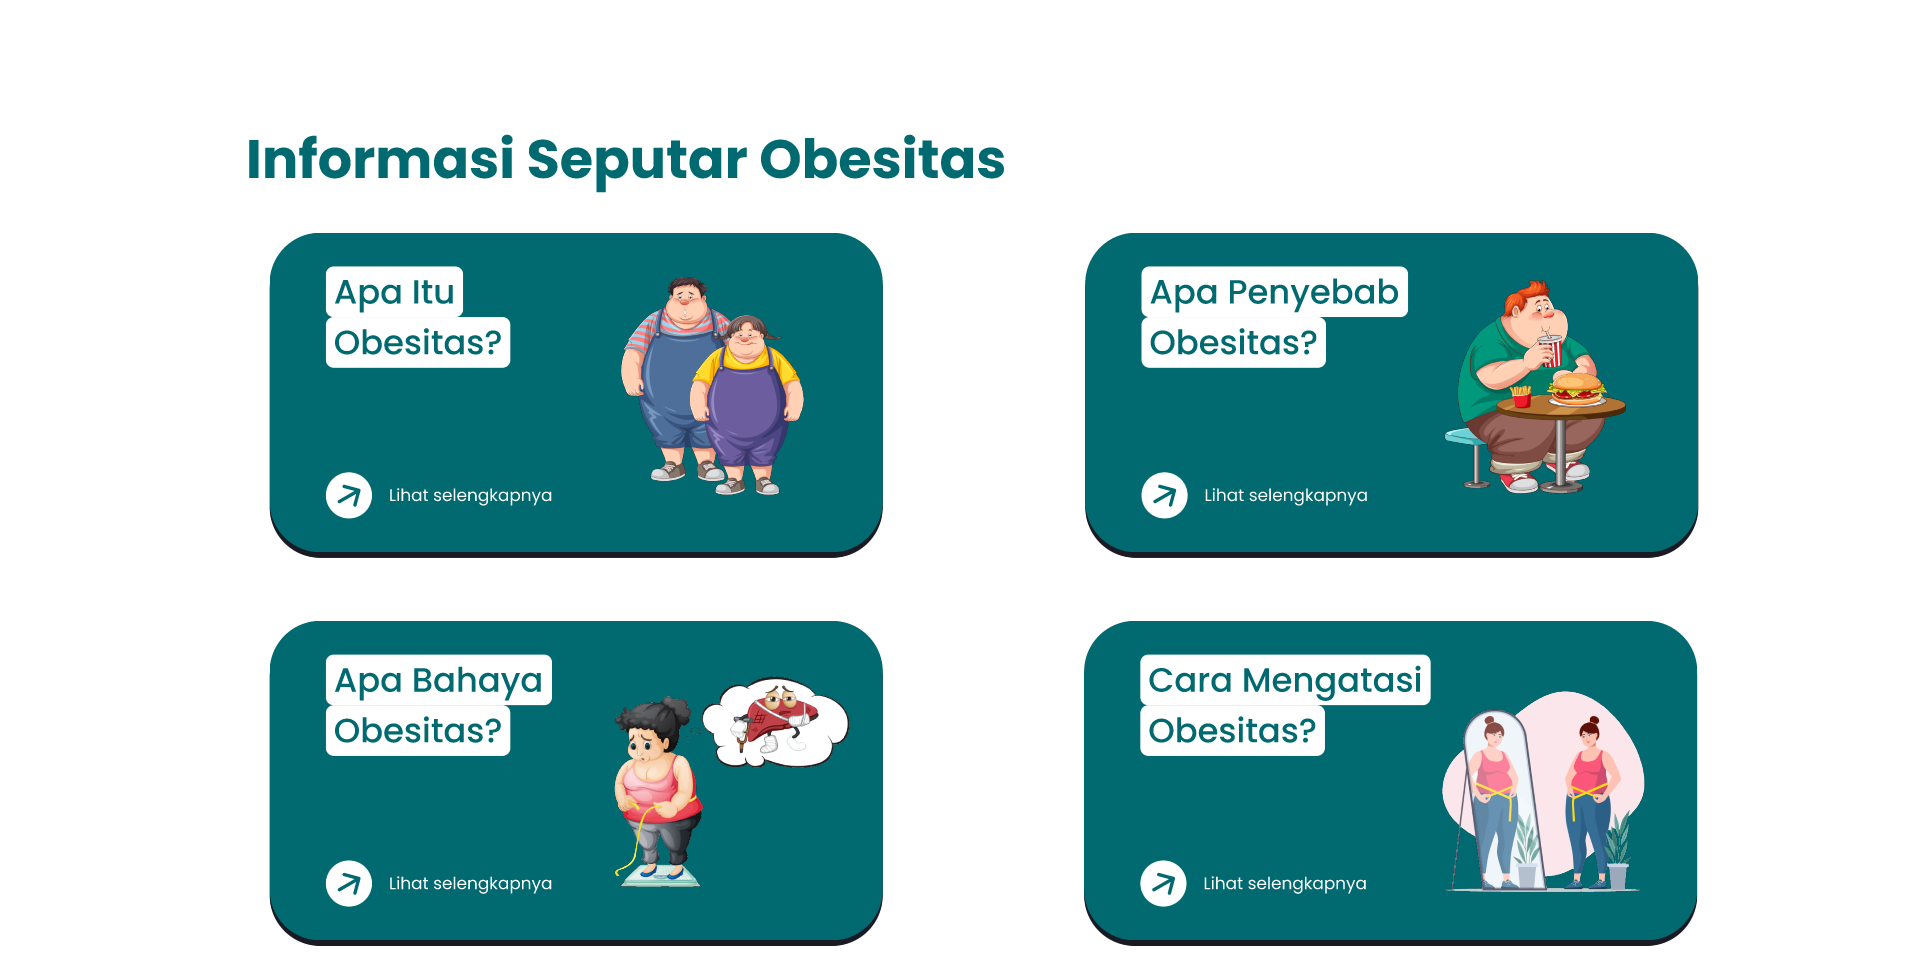 Informasi Seputar Obesitas
Apa Itu
Obesitas?
Lihat selengkapnya
Apa Penyebab
Obesitas?
Lihat selengkapnya
Apa Bahaya
Obesitas?
Lihat selengkapnya
Cara Mengatasi
Obesitas?
Lihat selengkapnya